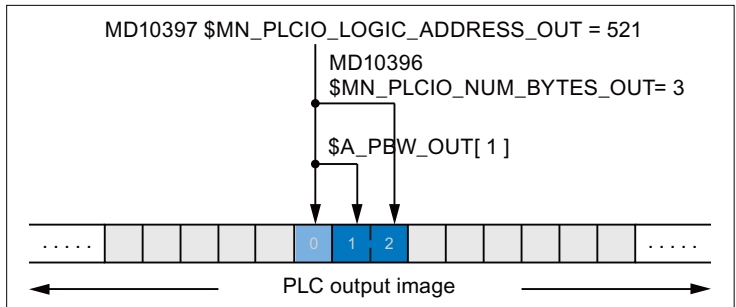 MD10397 $MN_PLCIO_LOGIC_ADDRESS_OUT = 521
MD10396
$MN_PLCIO_NUM_BYTES_OUT= 3
$A_PBW_OUT[ 1 ]
. . . . . 0 1 2 . . . . .
PLC output image